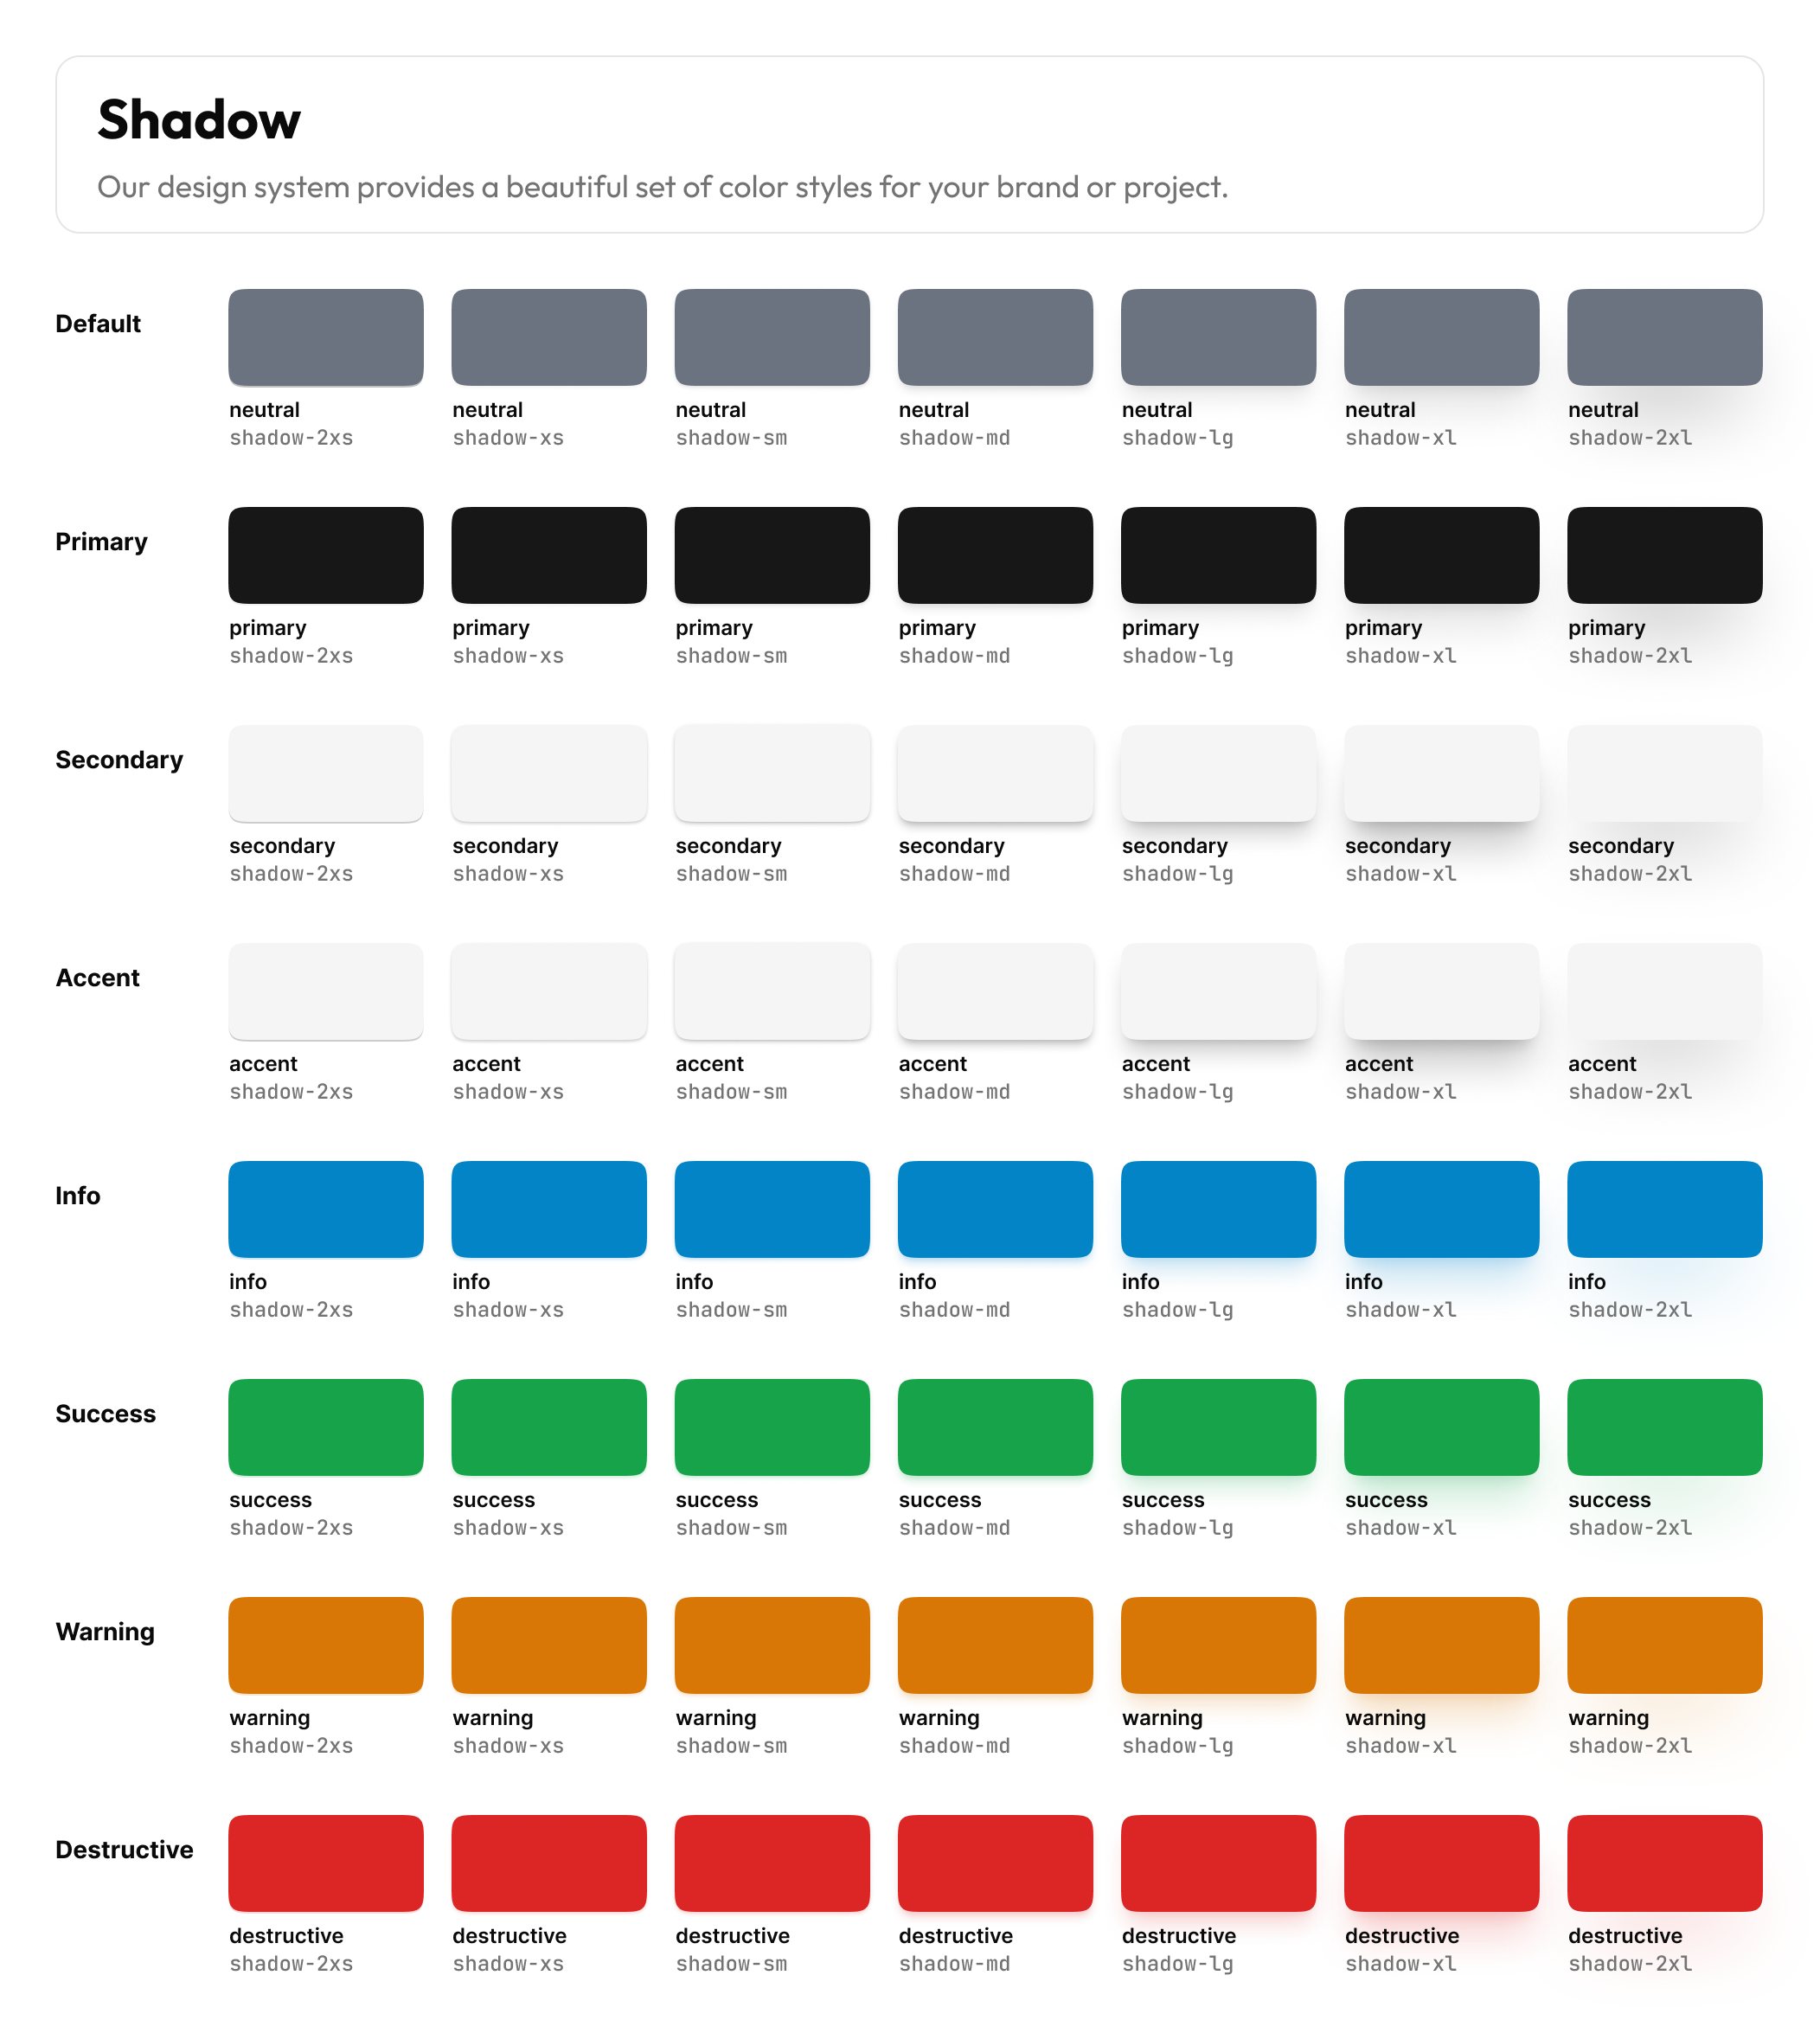 Shadow
Our design system provides a beautiful set of color styles for your brand or project.
Default
neutral neutral neutral neutral neutral neutral neutral
shadow-2xs shadow-xs shadow-sm shadow-md shadow-lg shadow-xl shadow-2xl
Primary
primary primary primary primary primary primary primary
shadow-2xs shadow-xs shadow-sm shadow-md shadow-lg shadow-xl shadow-2xl
Secondary
secondary secondary secondary secondary secondary secondary secondary
shadow-2xs shadow-xs shadow-sm shadow-md shadow-lg shadow-xl shadow-2xl
Accent
accent accent accent accent accent accent accent
shadow-2xs shadow-xs shadow-sm shadow-md shadow-lg shadow-xl shadow-2xl
Info
info info info info info info info
shadow-2xs shadow-xs shadow-sm shadow-md shadow-lg shadow-xl shadow-2xl
Success
success success success success success success success
shadow-2xs shadow-xs shadow-sm shadow-md shadow-lg shadow-xl shadow-2xl
Warning
warning warning warning warning warning warning warning
shadow-2xs shadow-xs shadow-sm shadow-md shadow-lg shadow-xl shadow-2xl
Destructive
destructive destructive destructive destructive destructive destructive destructive
shadow-2xs shadow-xs shadow-sm shadow-md shadow-lg shadow-xl shadow-2xl